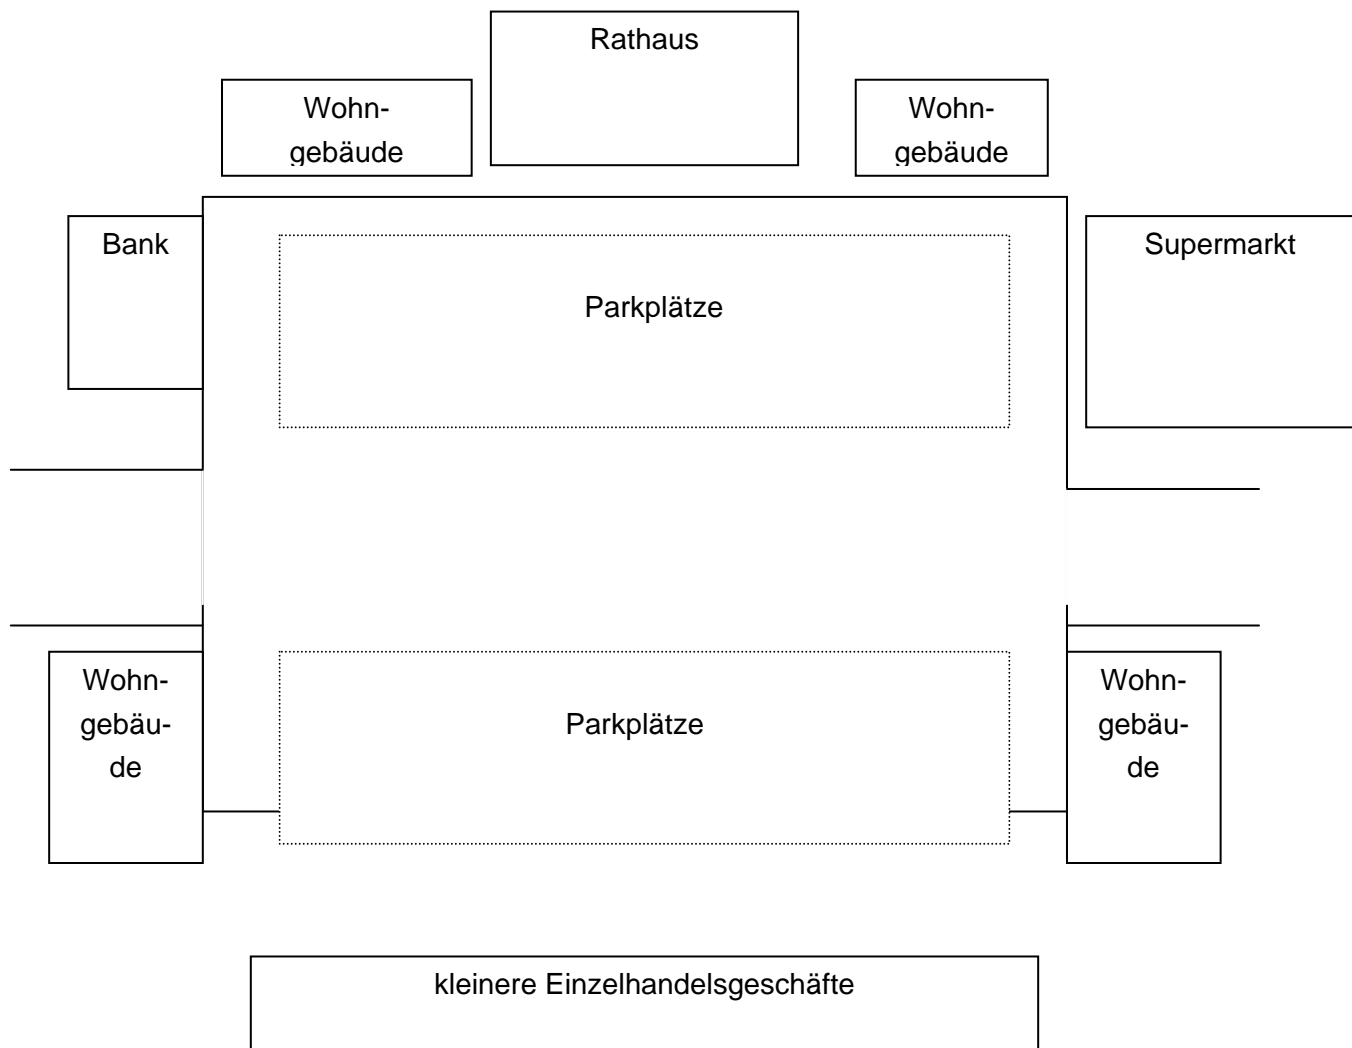 Rathaus
Wohn-
gebäude
Wohn-
gebäude
Bank
Supermarkt
Parkplätze
Wohn-
gebäu-
de
Parkplätze
Wohn-
gebäu-
de
kleinere Einzelhandelsgeschäfte